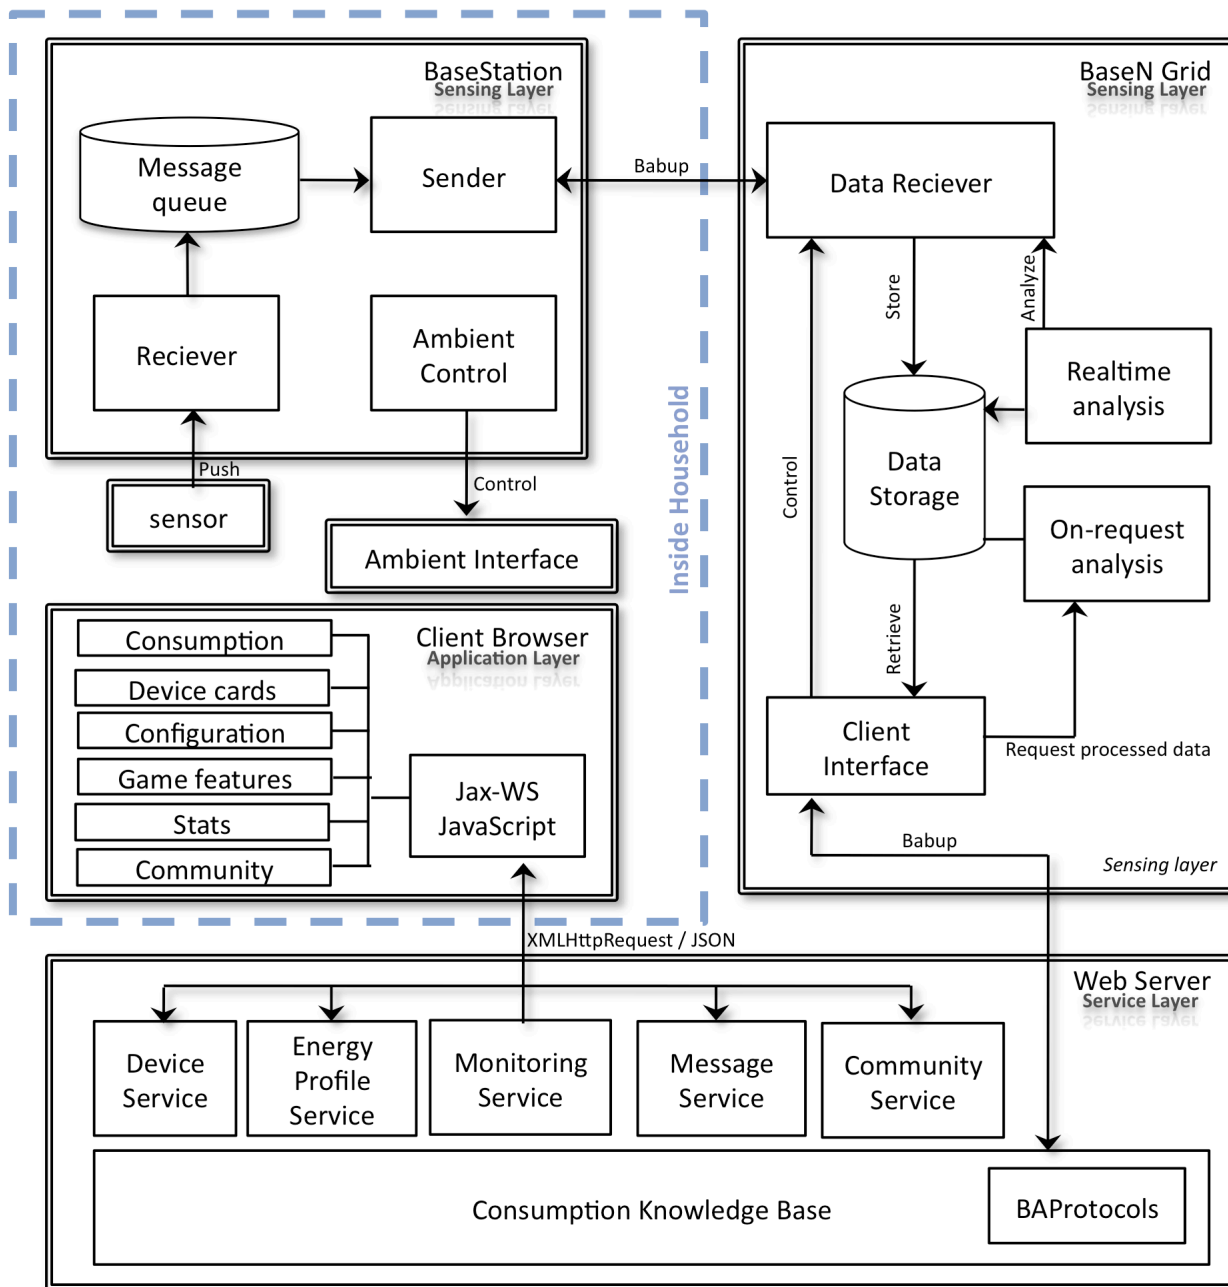 BaseStation
Sensing Layer
Message
queue
Sender
Reciever
Ambient
Control
Push
Control
sensor
Ambient Interface
Inside Household
Babup
BaseN Grid
Sensing Layer
Data Reciever
Store
Analyze
Realtime
analysis
Control
Data
Storage
On-request
analysis
Retrieve
Client
Interface
Request processed data
Babup
Sensing layer
Client Browser
Application Layer
Consumption
Device cards
Configuration
Game features
Stats
Community
Jax-WS
JavaScript
XMLHttpRequest / JSON
Web Server
Service Layer
Device
Service
Energy
Profile
Service
Monitoring
Service
Message
Service
Community
Service
Consumption Knowledge Base
BAProtocols